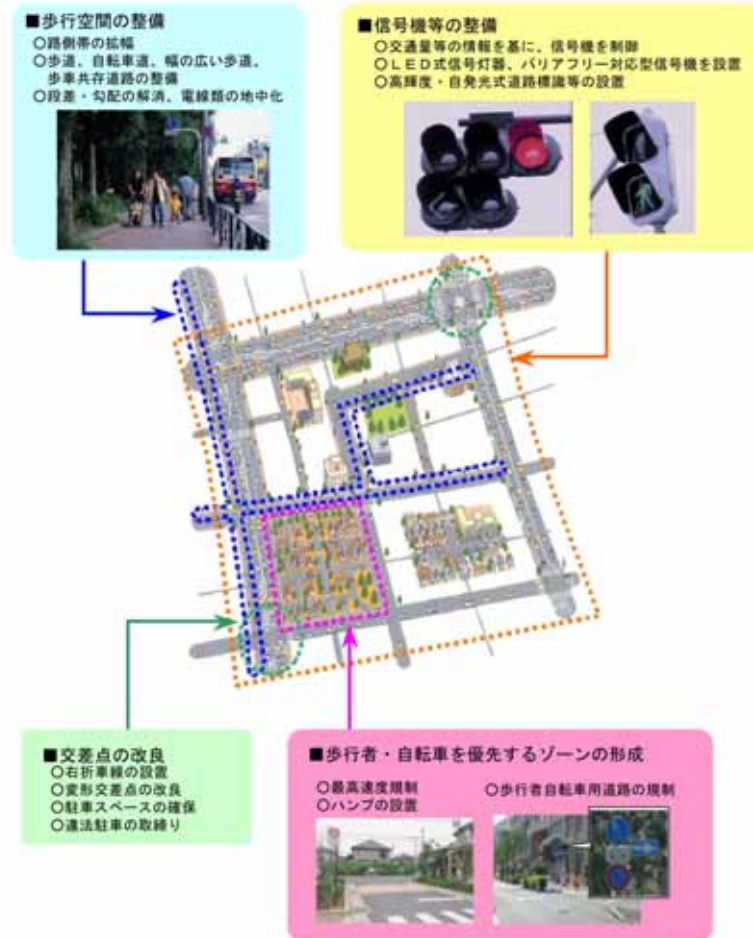 ■歩行空間の整備
○路側帯の拡幅
○歩道、自転車道、幅の広い歩道、
歩車共存道路の整備
○段差・勾配の解消、電線類の地中化
■信号機等の整備
○交通量等の情報を基に、信号機を制御
○LED式信号灯器、バリアフリー対応型信号機を設置
○高輝度・自発光式道路標識等の設置
■交差点の改良
○右折車線の設置
○変形交差点の改良
○駐車スペースの確保
○違法駐車の取締り
■歩行者・自転車を優先するゾーンの形成
○最高速度規制
○ハンプの設置
○歩行者自転車用道路の規制